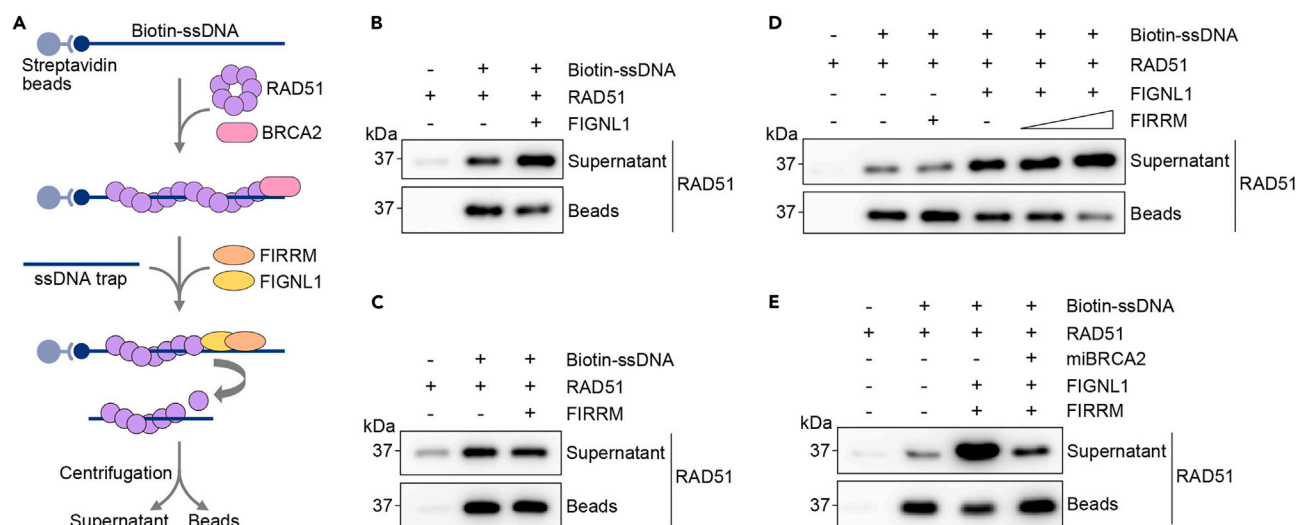 A
Biotin-ssDNA
Streptavidin
beads
RAD51
BRCA2
FIRRM
ssDNA trap
FIGNL1
Centrifugation
Supernatant Beads
B
- + + Biotin-ssDNA
+ + + RAD51
- - + FIGNL1
kDa
37 Supernatant
RAD51
37 Beads
C
- + + Biotin-ssDNA
+ + + RAD51
- - + FIRRM
kDa
37 Supernatant
RAD51
37 Beads
D
- + + + + + Biotin-ssDNA
+ + + + + + RAD51
- - - + + + FIGNL1
- - + - FIRRM
kDa
37 Supernatant
RAD51
37 Beads
E
- + + + Biotin-ssDNA
+ + + + RAD51
- - - + miBRCA2
- - + + FIGNL1
- - + + FIRRM
kDa
37 Supernatant
RAD51
37 Beads